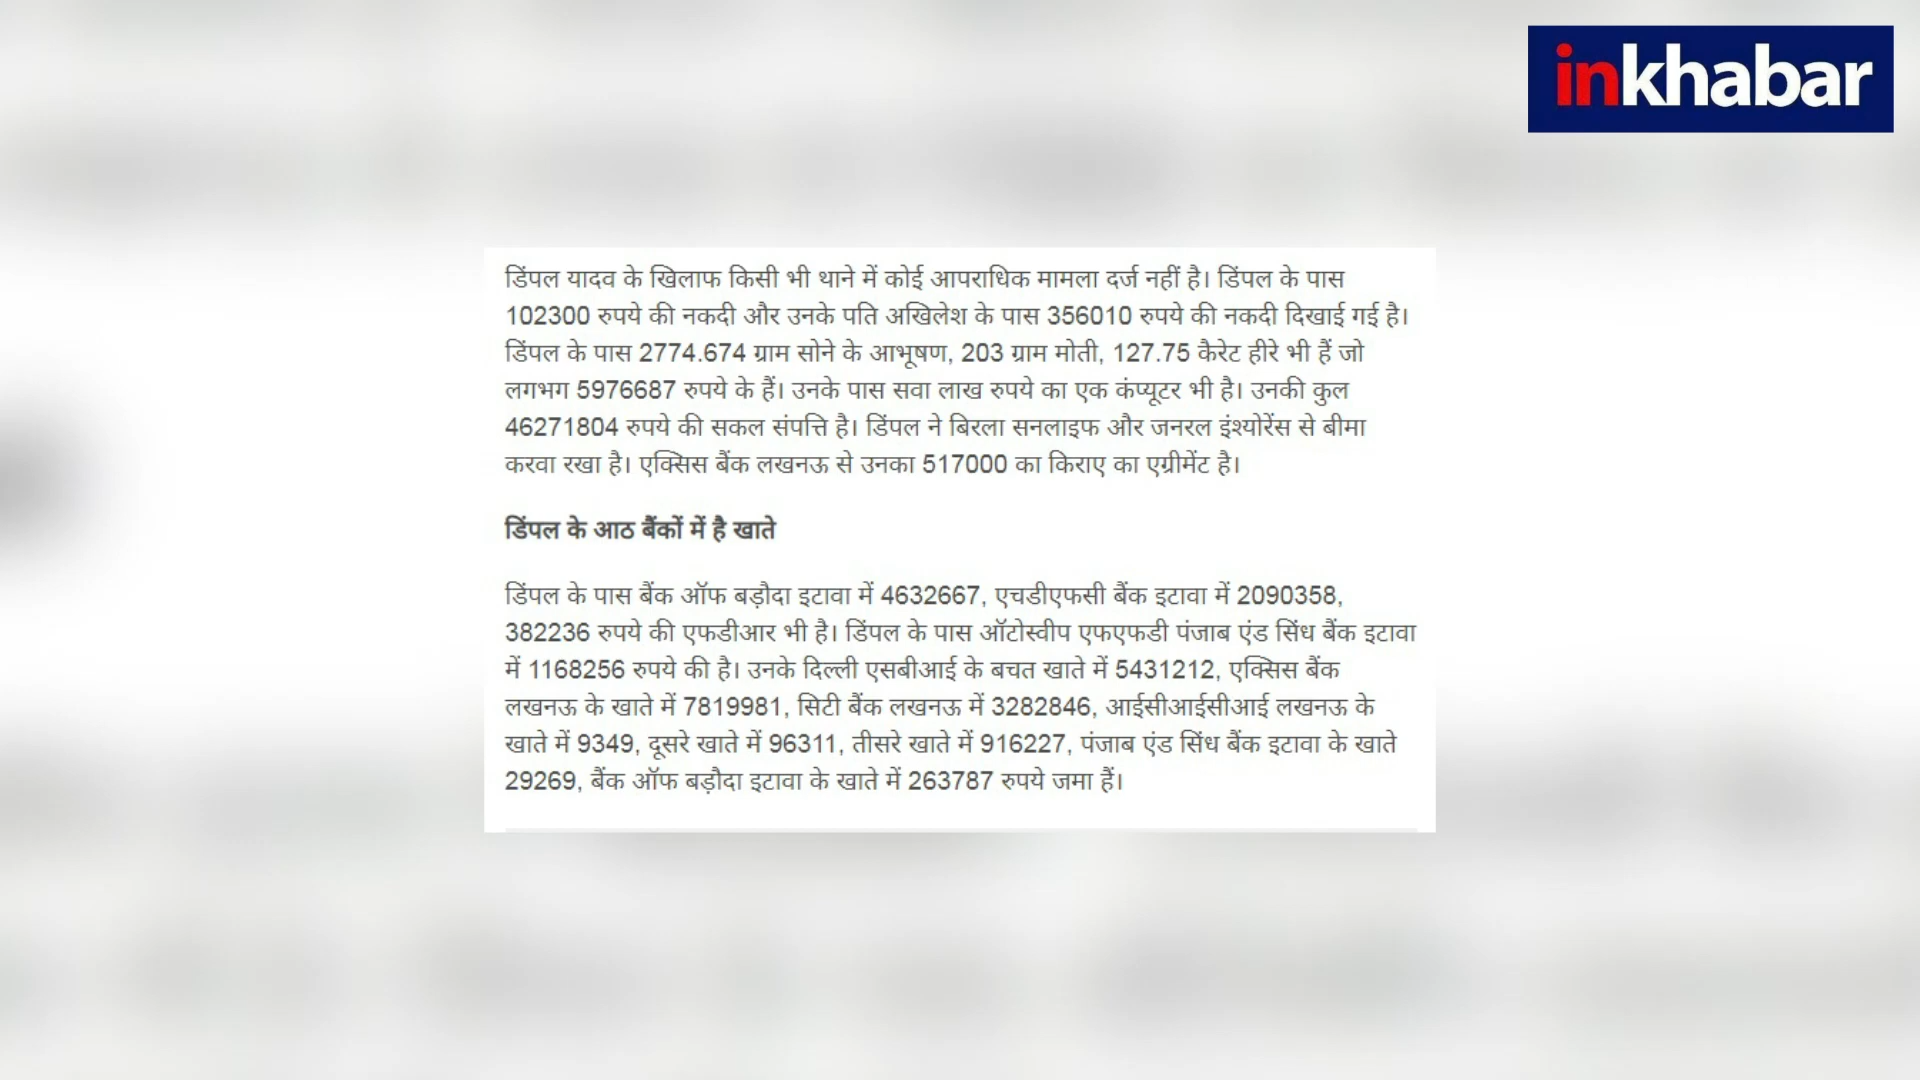 inkhabar
डिंपल यादव के खिलाफ किसी भी थाने में कोई आपराधिक मामला दर्ज नहीं है। डिंपल के पास
102300 रुपये की नकदी और उनके पति अखिलेश के पास 356010 रुपये की नकदी दिखाई गई है।
डिंपल के पास 2774.674 ग्राम सोने के आभूषण, 203 ग्राम मोती, 127.75 कैरेट हीरे भी हैं जो
लगभग 5976687 रुपये के हैं। उनके पास सवा लाख रुपये का एक कंप्यूटर भी है। उनकी कुल
46271804 रुपये की सकल संपत्ति है। डिंपल ने बिरला सनलाइफ और जनरल इंश्योरेंस से बीमा
करवा रखा है। एक्सिस बैंक लखनऊ से उनका 517000 का किराए का एग्रीमेंट है।
डिंपल के आठ बैंकों में है खाते
डिंपल के पास बैंक ऑफ बड़ौदा इटावा में 4632667, एचडीएफसी बैंक इटावा में 2090358,
382236 रुपये की एफडीआर भी है। डिंपल के पास ऑटोस्वीप एफएफडी पंजाब एंड सिंध बैंक इटावा
में 1168256 रुपये की है। उनके दिल्ली एसबीआई के बचत खाते में 5431212, एक्सिस बैंक
लखनऊ के खाते में 7819981, सिटी बैंक लखनऊ में 3282846, आईसीआईसीआई लखनऊ के
खाते में 9349, दूसरे खाते में 96311, तीसरे खाते में 916227, पंजाब एंड सिंध बैंक इटावा के खाते
29269, बैंक ऑफ बड़ौदा इटावा के खाते में 263787 रुपये जमा हैं।